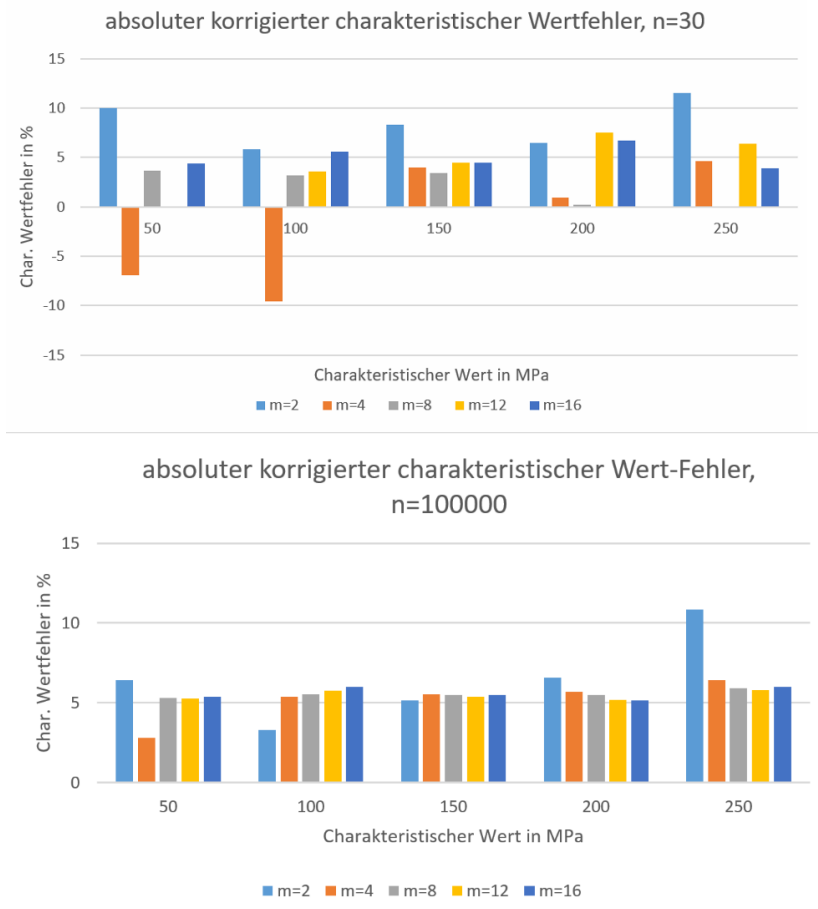 absoluter korrigierter charakteristischer Wertfehler, n=30
15
10
5
0
-5
-10
-15
Char. Wertfehler in %
50 100 150 200 250
Charakteristischer Wert in MPa
m=2 m=4 m=8 m=12 m=16
absoluter korrigierter charakteristischer Wert-Fehler,
n=100000
15
10
5
0
Char. Wertfehler in %
50 100 150 200 250
Charakteristischer Wert in MPa
m=2 m=4 m=8 m=12 m=16